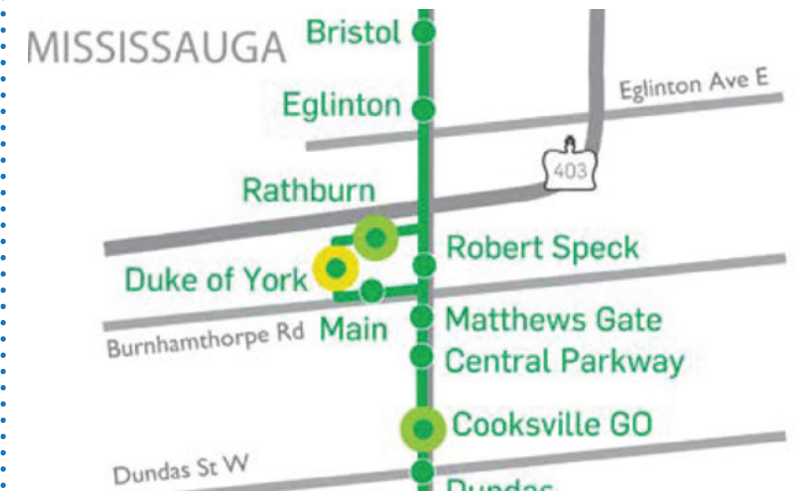 MISSISSAUGA
Bristol
Eglinton Ave E
Eglinton
403
Rathburn
Robert Speck
Duke of York
Main
Matthews Gate
Burnhamthorpe Rd
Central Parkway
Cooksville GO
Dundas St W
Dundas